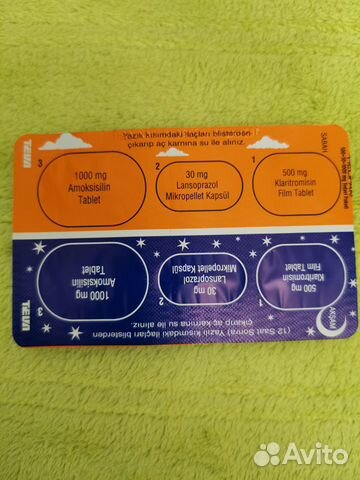 Yazılı kısımdaki ilaçları blisterden
çıkarıp aç karnına su ile alınız.
TEVA
SABAH
3
1000 mg
Amoksisilin
Tablet
2
30 mg
Lansoprazol
Mikropellet Kapsül
1
500 mg
Klaritromisin
Film Tablet
AKŞAM
(12 Saat Sonra) Yazılı kısımdaki ilaçları blisterden
çıkarıp aç karnına su ile alınız.
1
500 mg
Klaritromisin
Film Tablet
2
30 mg
Lansoprazol
Mikropellet Kapsül
3
1000 mg
Amoksisilin
Tablet
TEVA
Avito